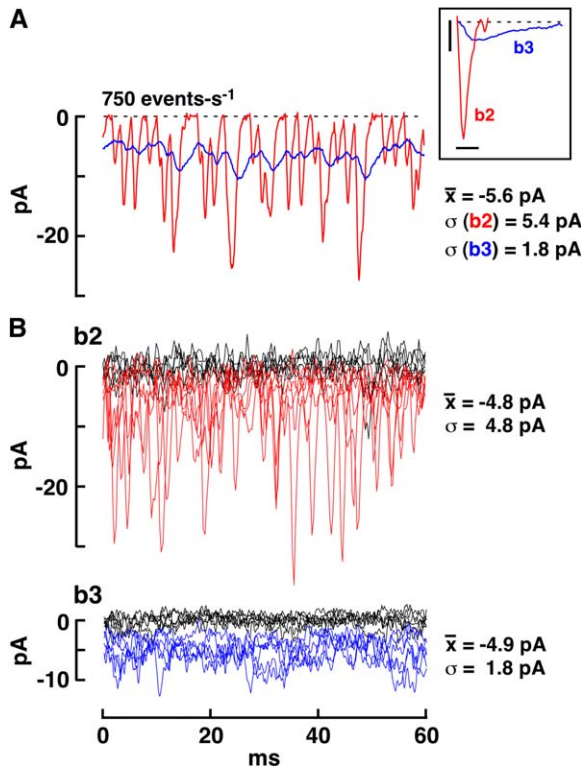 A
b3
b2
750 events-s⁻¹
0
-20
pA
x̄ = -5.6 pA
σ (b2) = 5.4 pA
σ (b3) = 1.8 pA
B
b2
0
-20
pA
x̄ = -4.8 pA
σ = 4.8 pA
b3
0
-10
pA
x̄ = -4.9 pA
σ = 1.8 pA
0 20 40 60
ms